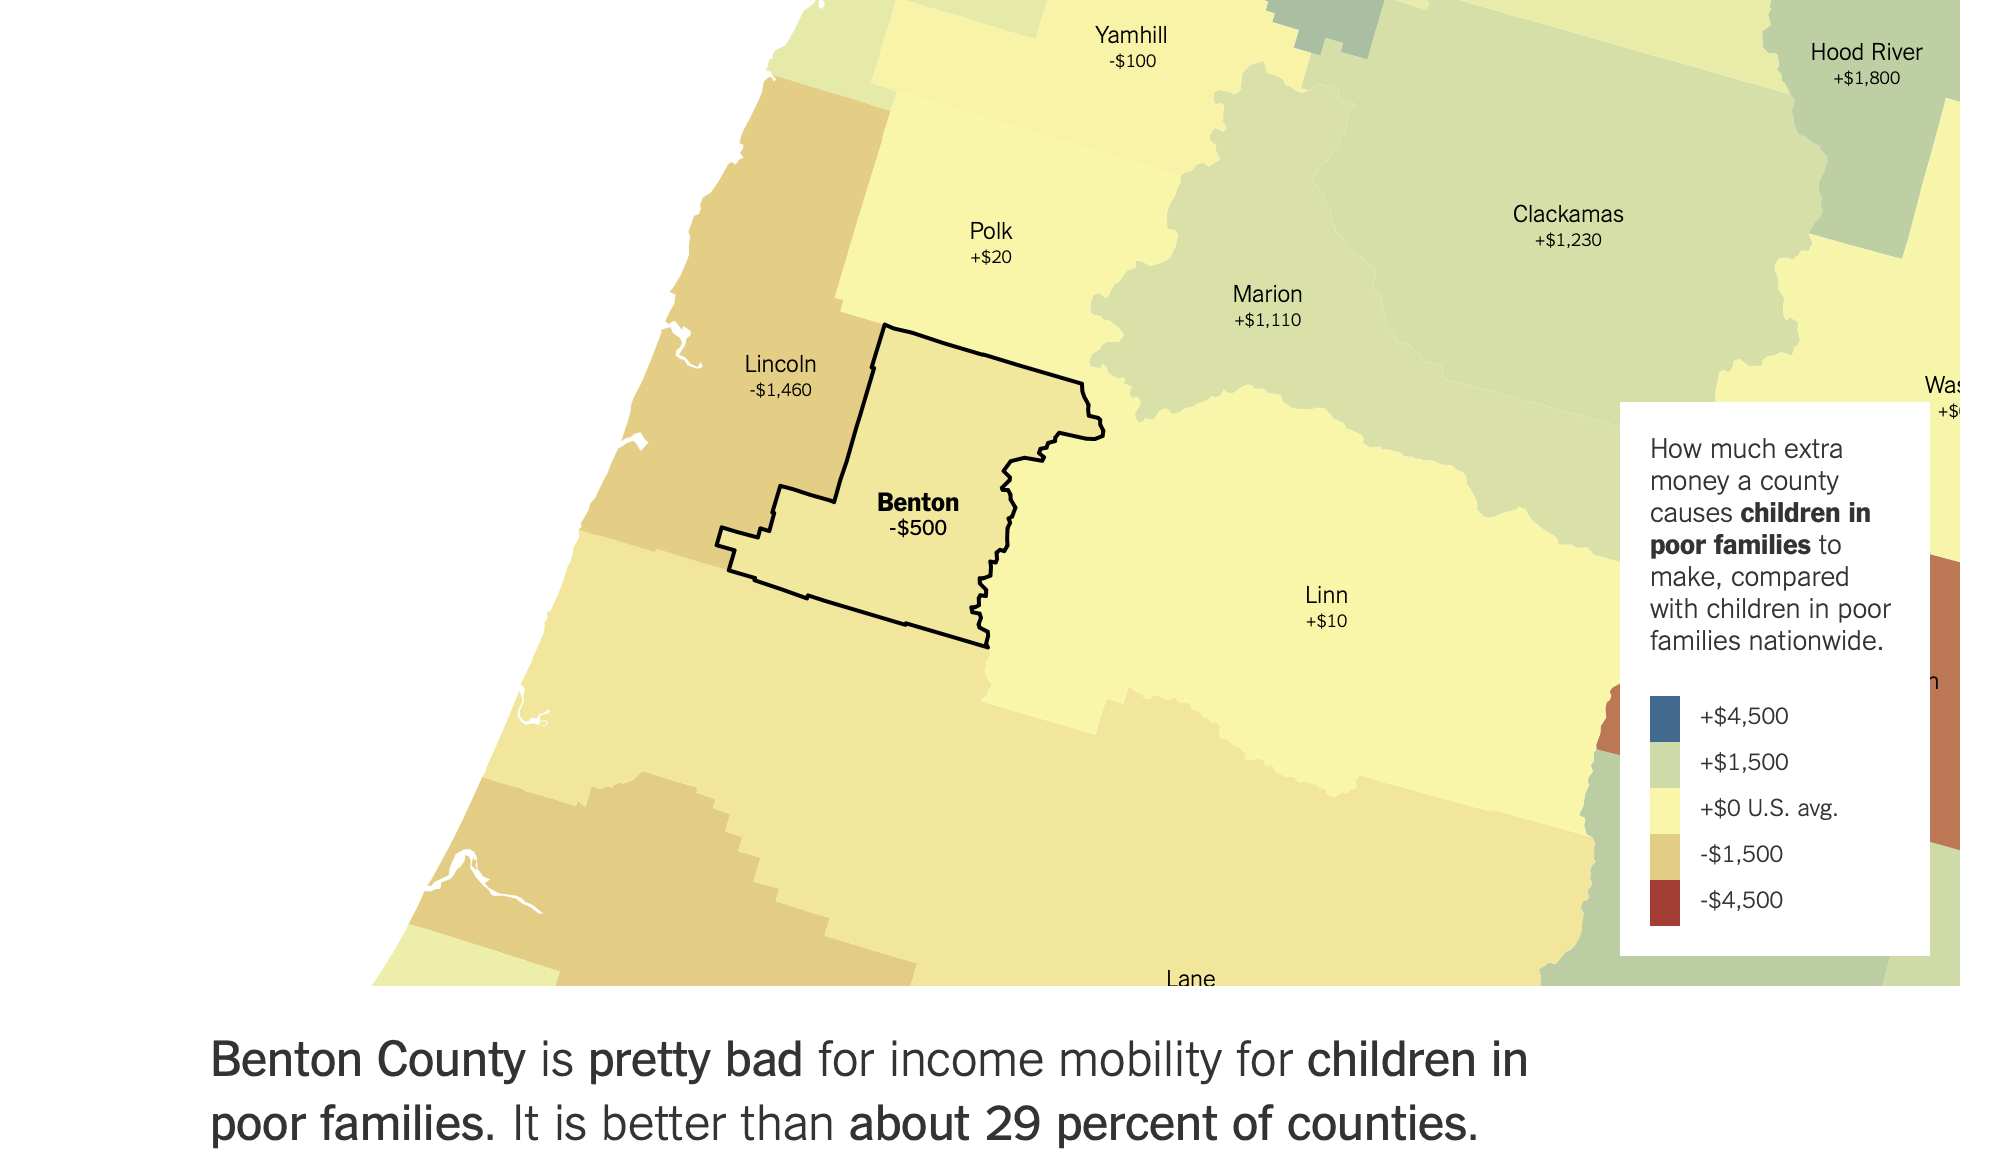 Yamhill
-$100
Hood River
+$1,800
Polk
+$20
Clackamas
+$1,230
Marion
+$1,110
Lincoln
-$1,460
Was
+$
Benton
-$500
Linn
+$10
Lane
How much extra
money a county
causes children in
poor families to
make, compared
with children in poor
families nationwide.
+$4,500
+$1,500
+$0 U.S. avg.
-$1,500
-$4,500
n
Benton County is pretty bad for income mobility for children in
poor families. It is better than about 29 percent of counties.